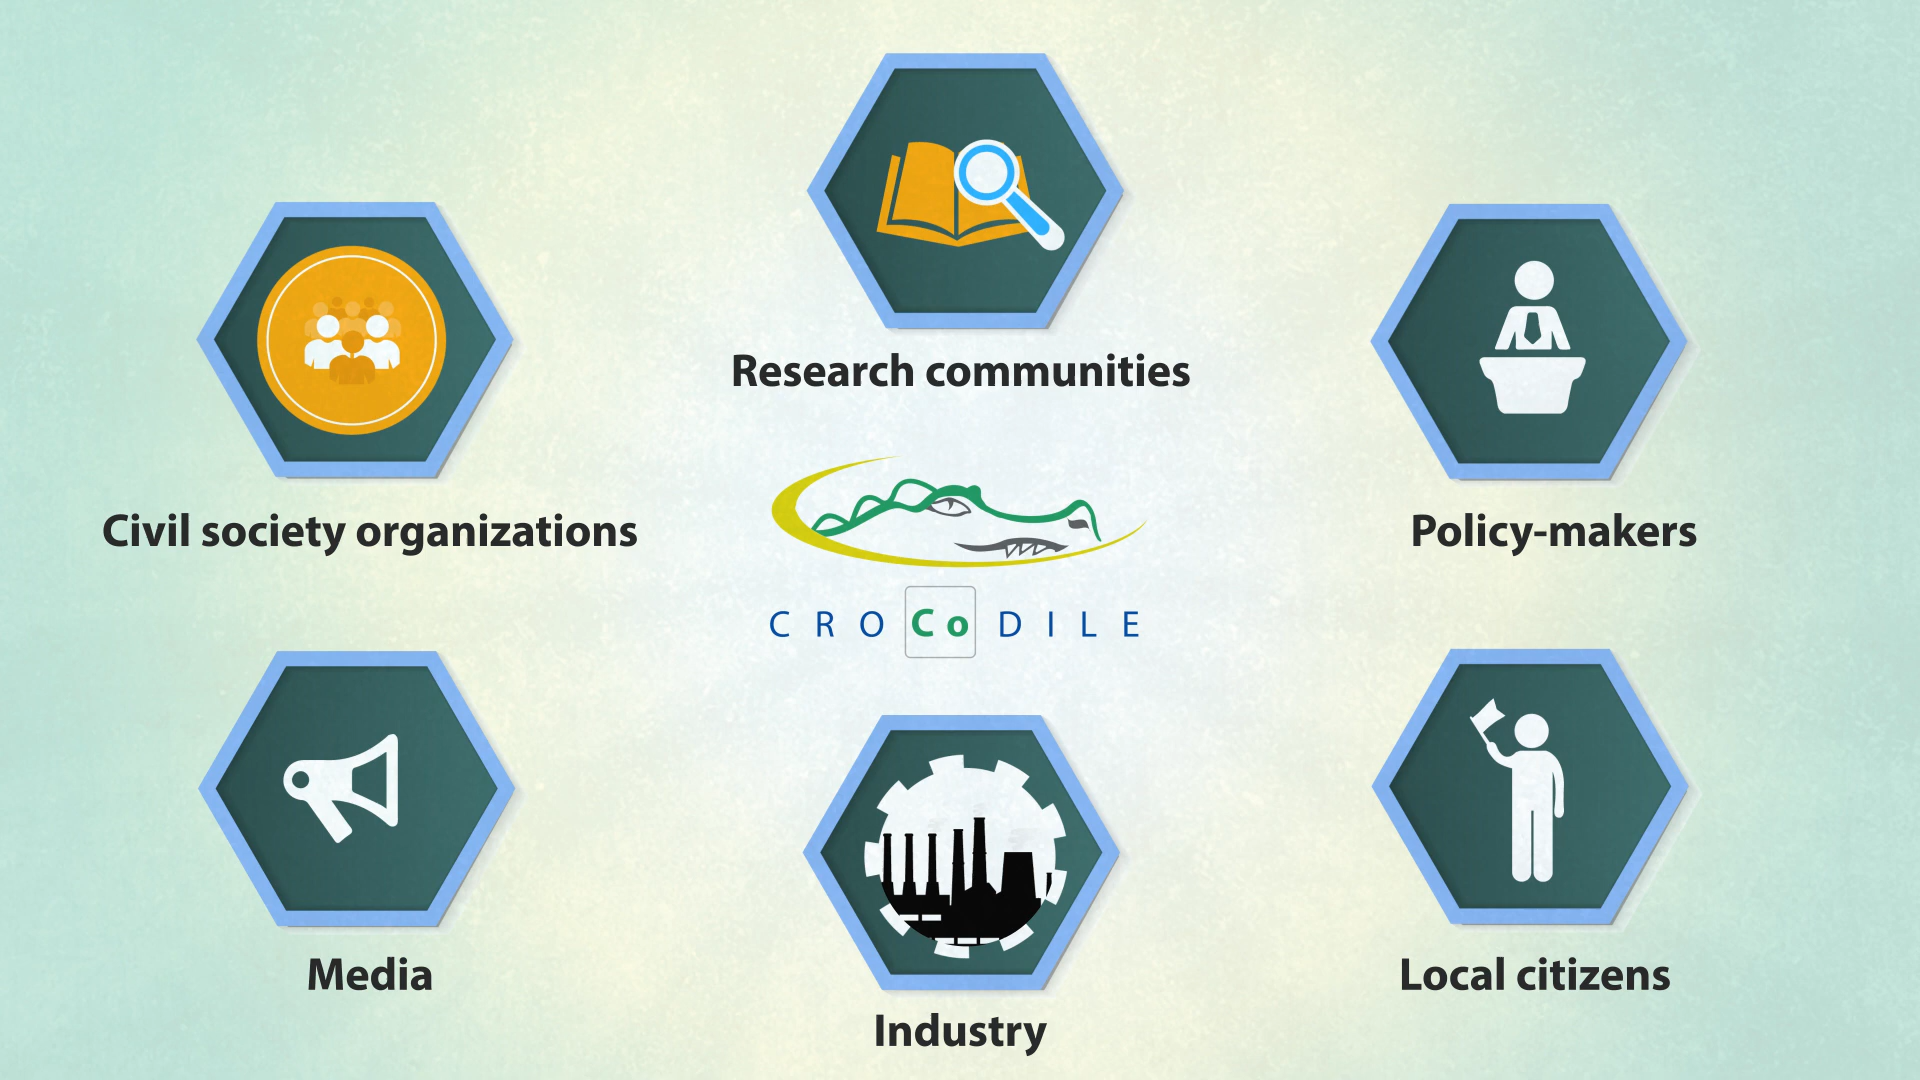 Research communities
Civil society organizations
Policy-makers
CROCoDILE
Media
Local citizens
Industry